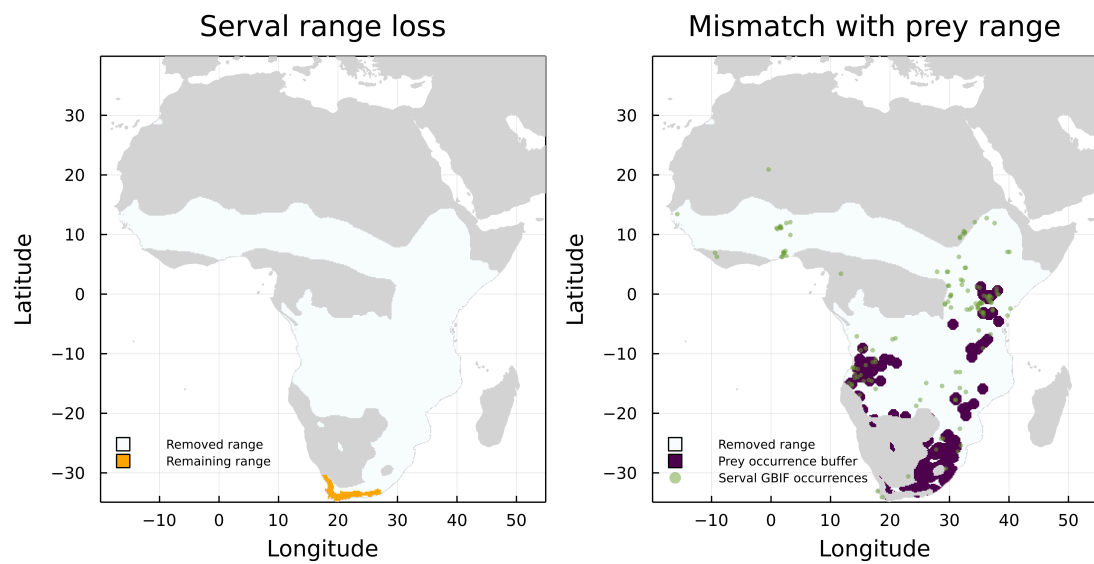 Serval range loss
Mismatch with prey range
Latitude
30
20
10
0
−10
−20
−30
Removed range
Remaining range
−10
0
10
20
30
40
50
Longitude
Latitude
30
20
10
0
−10
−20
−30
Removed range
Prey occurrence buffer
Serval GBIF occurrences
−10
0
10
20
30
40
50
Longitude